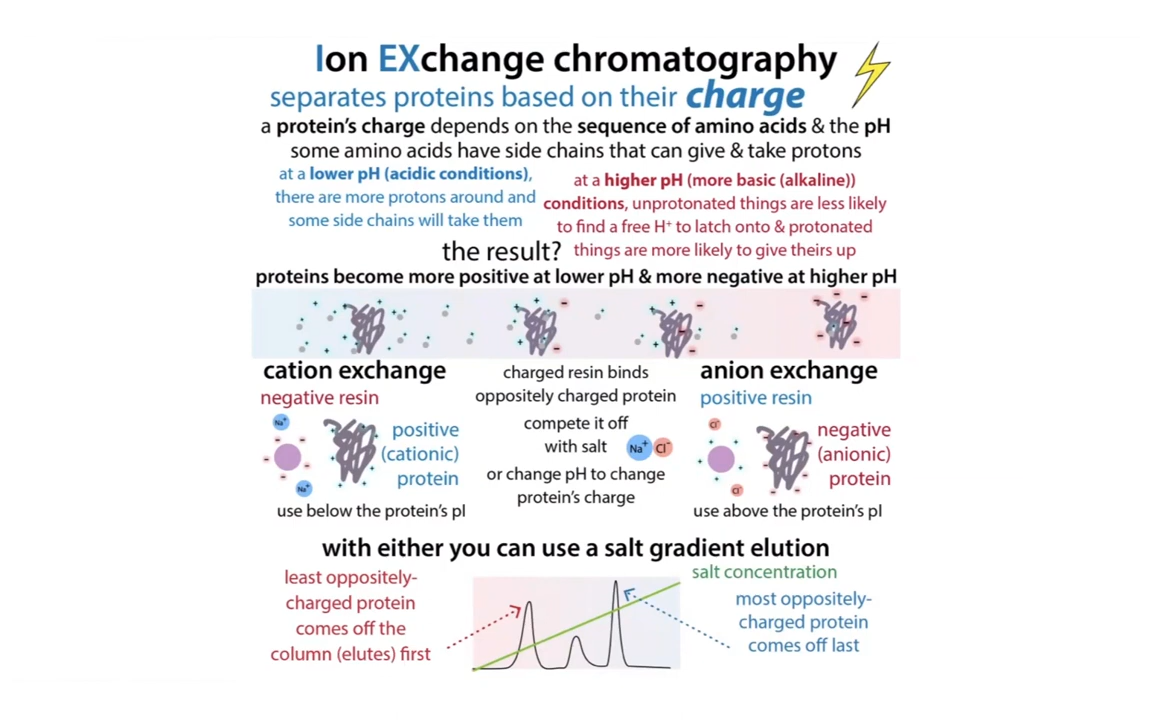 Ion EXchange chromatography
separates proteins based on their charge
a protein's charge depends on the sequence of amino acids & the pH
some amino acids have side chains that can give & take protons
at a lower pH (acidic conditions),
there are more protons around and
some side chains will take them
at a higher pH (more basic (alkaline))
conditions, unprotonated things are less likely
to find a free H⁺ to latch onto & protonated
things are more likely to give theirs up
the result?
proteins become more positive at lower pH & more negative at higher pH
cation exchange
negative resin
Na⁺
positive
(cationic)
protein
Na⁺
use below the protein's pI
charged resin binds
oppositely charged protein
compete it off
with salt
Na⁺ Cl⁻
or change pH to change
protein's charge
anion exchange
positive resin
Cl⁻
negative
(anionic)
protein
Cl⁻
use above the protein's pI
with either you can use a salt gradient elution
least oppositely-
charged protein
comes off the
column (elutes) first
salt concentration
most oppositely-
charged protein
comes off last